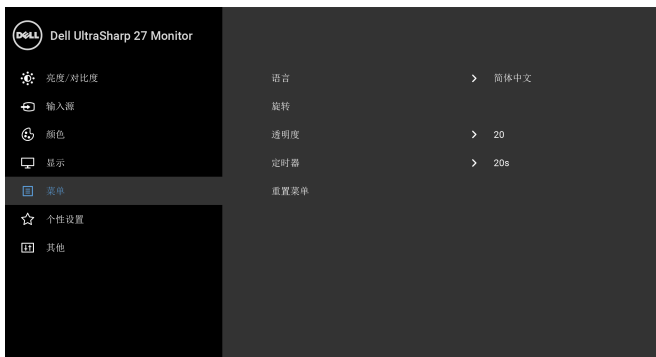 DELL Dell UltraSharp 27 Monitor
亮度/对比度
输入源
颜色
显示
菜单
个性设置
其他
语言 > 简体中文
旋转
透明度 > 20
定时器 > 20s
重置菜单